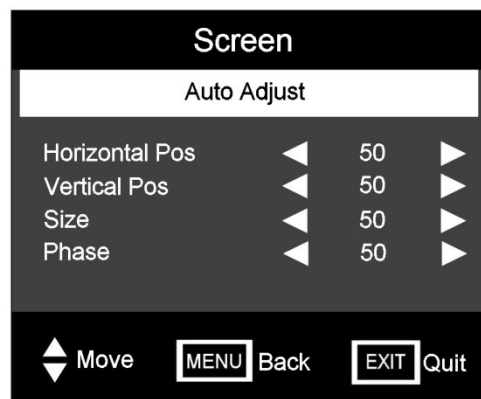 Screen
Auto Adjust
Horizontal Pos 50
Vertical Pos 50
Size 50
Phase 50
Move MENU Back EXIT Quit